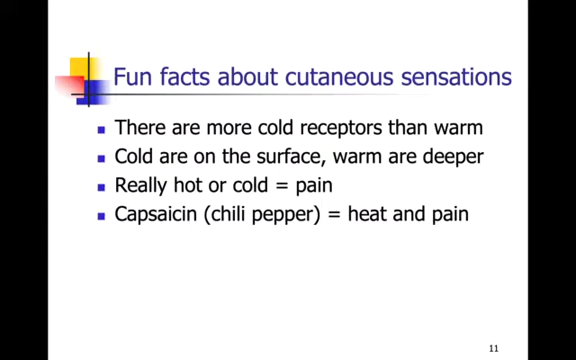 Fun facts about cutaneous sensations
There are more cold receptors than warm
Cold are on the surface, warm are deeper
Really hot or cold = pain
Capsaicin (chili pepper) = heat and pain
11